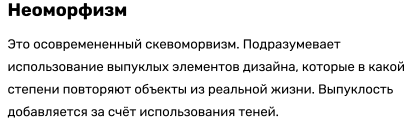 Неоморфизм
Это осовремененный скевоморвизм. Подразумевает
использование выпуклых элементов дизайна, которые в какой
степени повторяют объекты из реальной жизни. Выпуклость
добавляется за счёт использования теней.